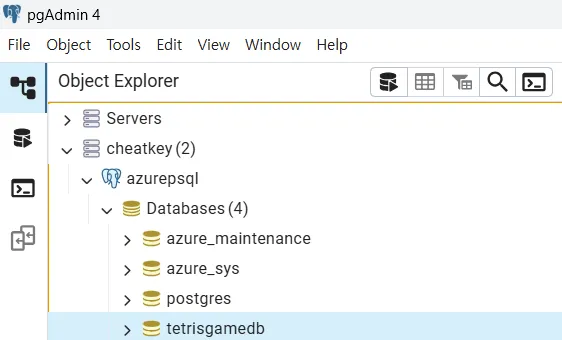 pgAdmin 4
File Object Tools Edit View Window Help
Object Explorer
Servers
cheatkey (2)
azurepsql
Databases (4)
azure_maintenance
azure_sys
postgres
tetrisgamedb